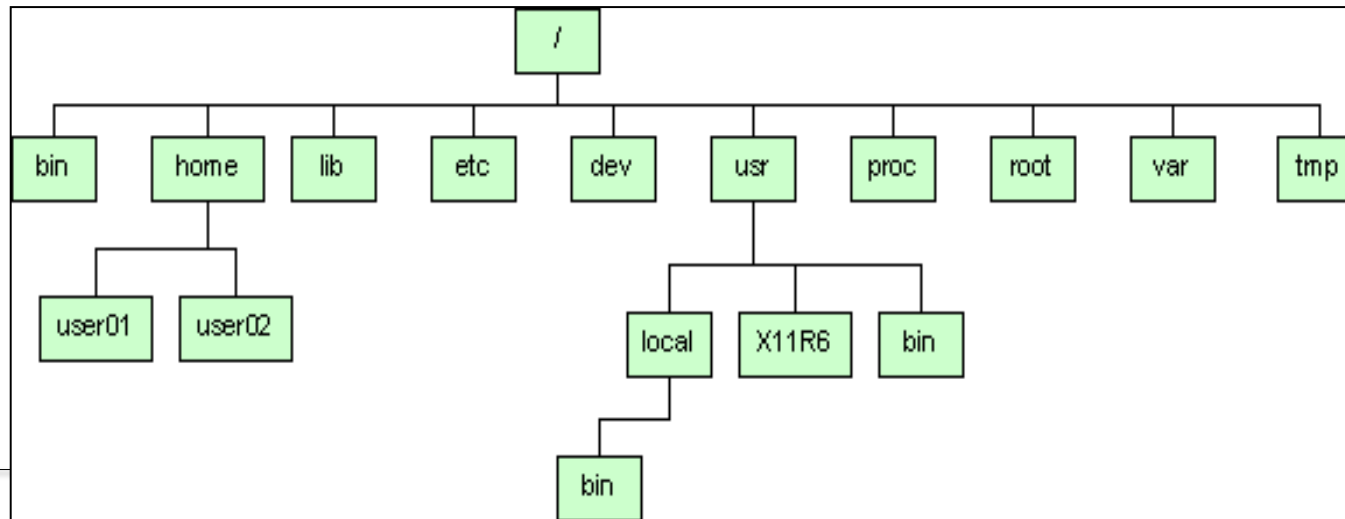 /
bin home lib etc dev usr proc root var tmp
user01 user02 local X11R6 bin
bin